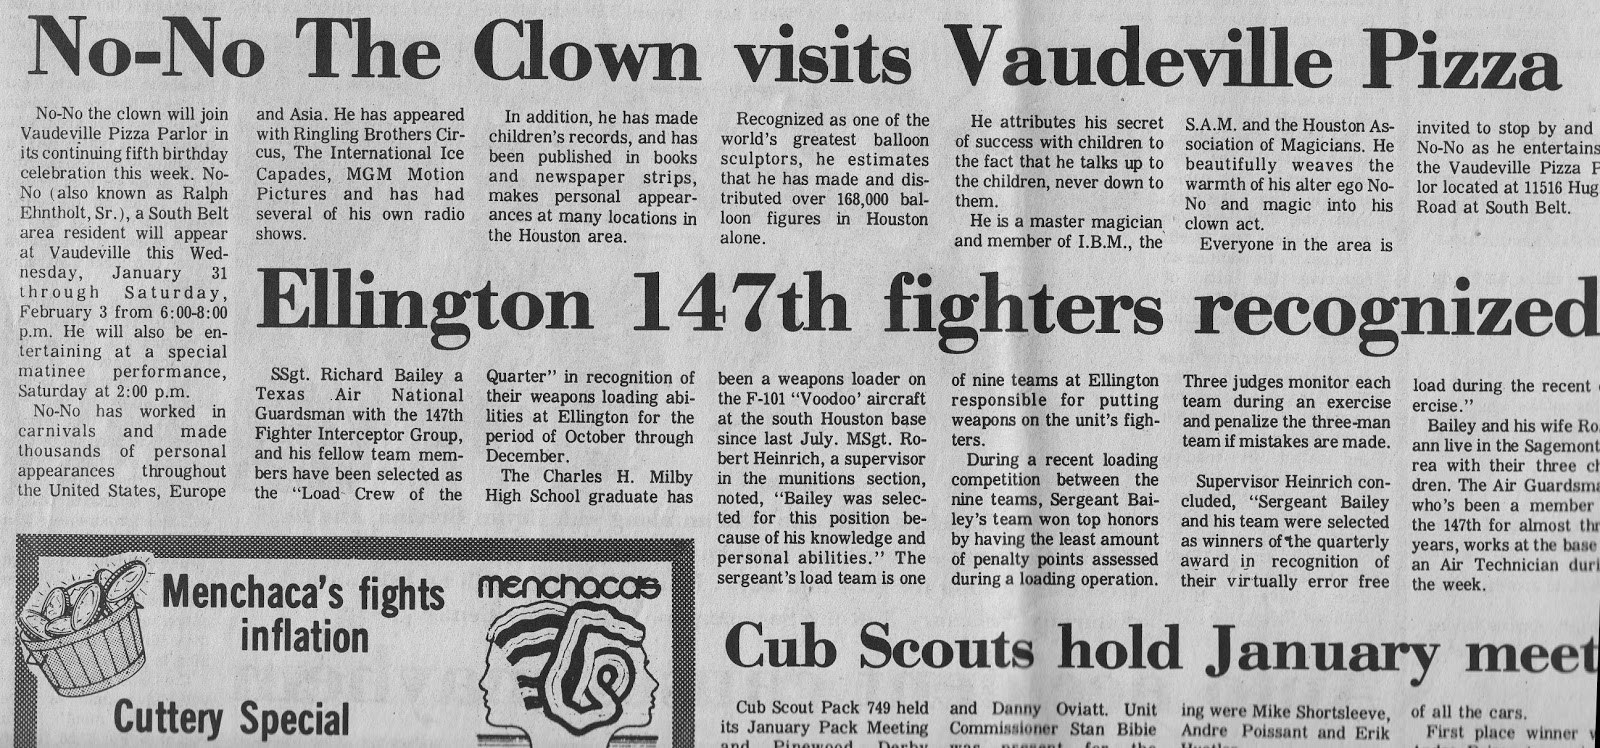 No-No The Clown visits Vaudeville Pizza
No-No the clown will join
Vaudeville Pizza Parlor in
its continuing fifth birthday
celebration this week. No-
No (also known as Ralph
Ehntholt, Sr.), a South Belt
area resident will appear
at Vaudeville this Wed-
nesday, January 31
through Saturday,
February 3 from 6:00-8:00
p.m. He will also be en-
tertaining at a special
matinee performance,
Saturday at 2:00 p.m.
No-No has worked in
carnivals and made
thousands of personal
appearances throughout
the United States, Europe
and Asia. He has appeared
with Ringling Brothers Cir-
cus, The International Ice
Capades, MGM Motion
Pictures and has had
several of his own radio
shows.
In addition, he has made
children's records, and has
been published in books
and newspaper strips,
makes personal appear-
ances at many locations in
the Houston area.
Recognized as one of the
world's greatest balloon
sculptors, he estimates
that he has made and dis-
tributed over 168,000 bal-
loon figures in Houston
alone.
He attributes his secret
of success with children to
the fact that he talks up to
the children, never down to
them.
He is a master magician
and member of I.B.M., the
S.A.M. and the Houston As-
sociation of Magicians. He
beautifully weaves the
warmth of his alter ego No-
No and magic into his
clown act.
Everyone in the area is
invited to stop by and
No-No as he entertains
the Vaudeville Pizza P
lor located at 11516 Hug
Road at South Belt.
Ellington 147th fighters recognized
SSgt. Richard Bailey a
Texas Air National
Guardsman with the 147th
Fighter Interceptor Group,
and his fellow team mem-
bers have been selected as
the "Load Crew of the
Quarter" in recognition of
their weapons loading abi-
lities at Ellington for the
period of October through
December.
The Charles H. Milby
High School graduate has
been a weapons loader on
the F-101 "Voodoo' aircraft
at the south Houston base
since last July. MSgt. Ro-
bert Heinrich, a supervisor
in the munitions section,
noted, "Bailey was selec-
ted for this position be-
cause of his knowledge and
personal abilities." The
sergeant's load team is one
of nine teams at Ellington
responsible for putting
weapons on the unit's figh-
ters.
During a recent loading
competition between the
nine teams, Sergeant Bai-
ley's team won top honors
by having the least amount
of penalty points assessed
during a loading operation.
Three judges monitor each
team during an exercise
and penalize the three-man
team if mistakes are made.
Supervisor Heinrich con-
cluded, "Sergeant Bailey
and his team were selected
as winners of the quarterly
award in recognition of
their virtually error free
load during the recent
ercise."
Bailey and his wife Ro
ann live in the Sagemont
rea with their three ch
dren. The Air Guardsma
who's been a member
the 147th for almost thr
years, works at the base
an Air Technician duri
the week.
Menchaca's fights
inflation
Cuttery Special
menchaca's
Cub Scouts hold January meet
Cub Scout Pack 749 held
its January Pack Meeting
and Pinewood Derby
and Danny Oviatt. Unit
Commissioner Stan Bibie
was present for the
ing were Mike Shortsleeve,
Andre Poissant and Erik
of all the cars.
First place winner